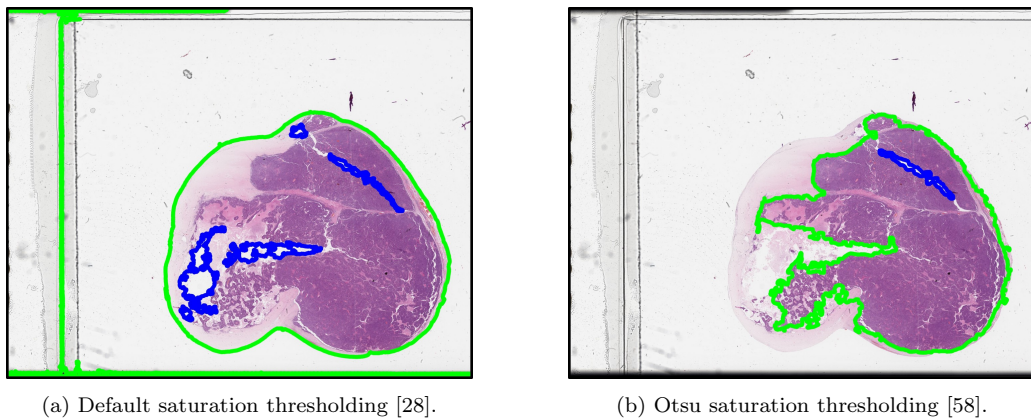 (a) Default saturation thresholding [28].
(b) Otsu saturation thresholding [58].